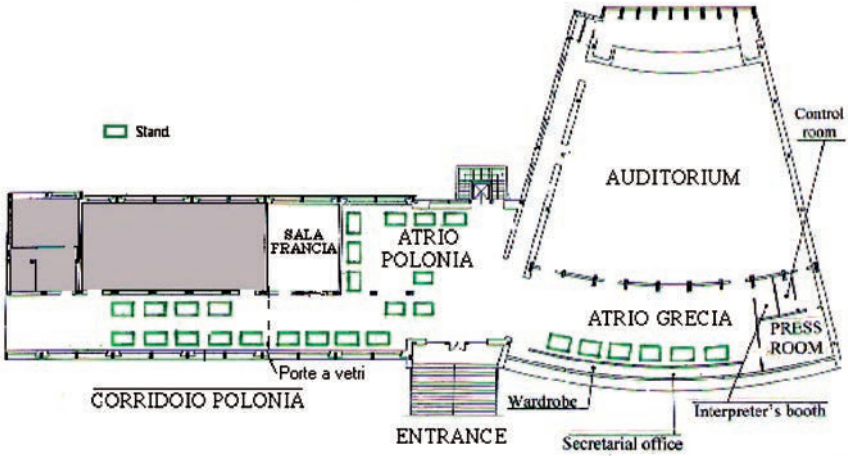 Control
room
Stand
AUDITORIUM
SALA
FRANCIA
ATRIO
POLONIA
ATRIO GRECIA
PRESS
ROOM
Porte a vetri
CORRIDOIO POLONIA
Wardrobe
Interpreter's booth
ENTRANCE
Secretarial office